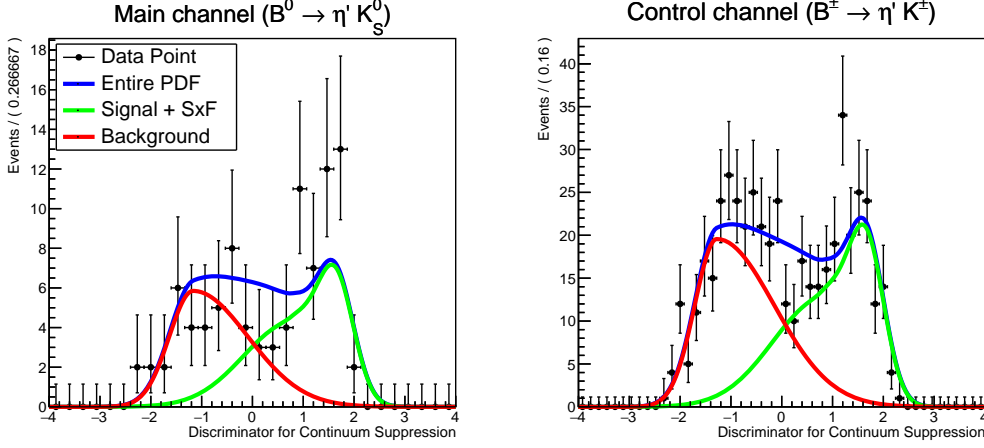 Main channel (B⁰ → η' K⁰_S)
Events / ( 0.266667 )
18
16
14
12
10
8
6
4
2
0
Data Point
Entire PDF
Signal + SxF
Background
−4 −3 −2 −1 0 1 2 3 4
Discriminator for Continuum Suppression
Control channel (B± → η' K±)
Events / ( 0.16 )
40
35
30
25
20
15
10
5
0
−4 −3 −2 −1 0 1 2 3 4
Discriminator for Continuum Suppression